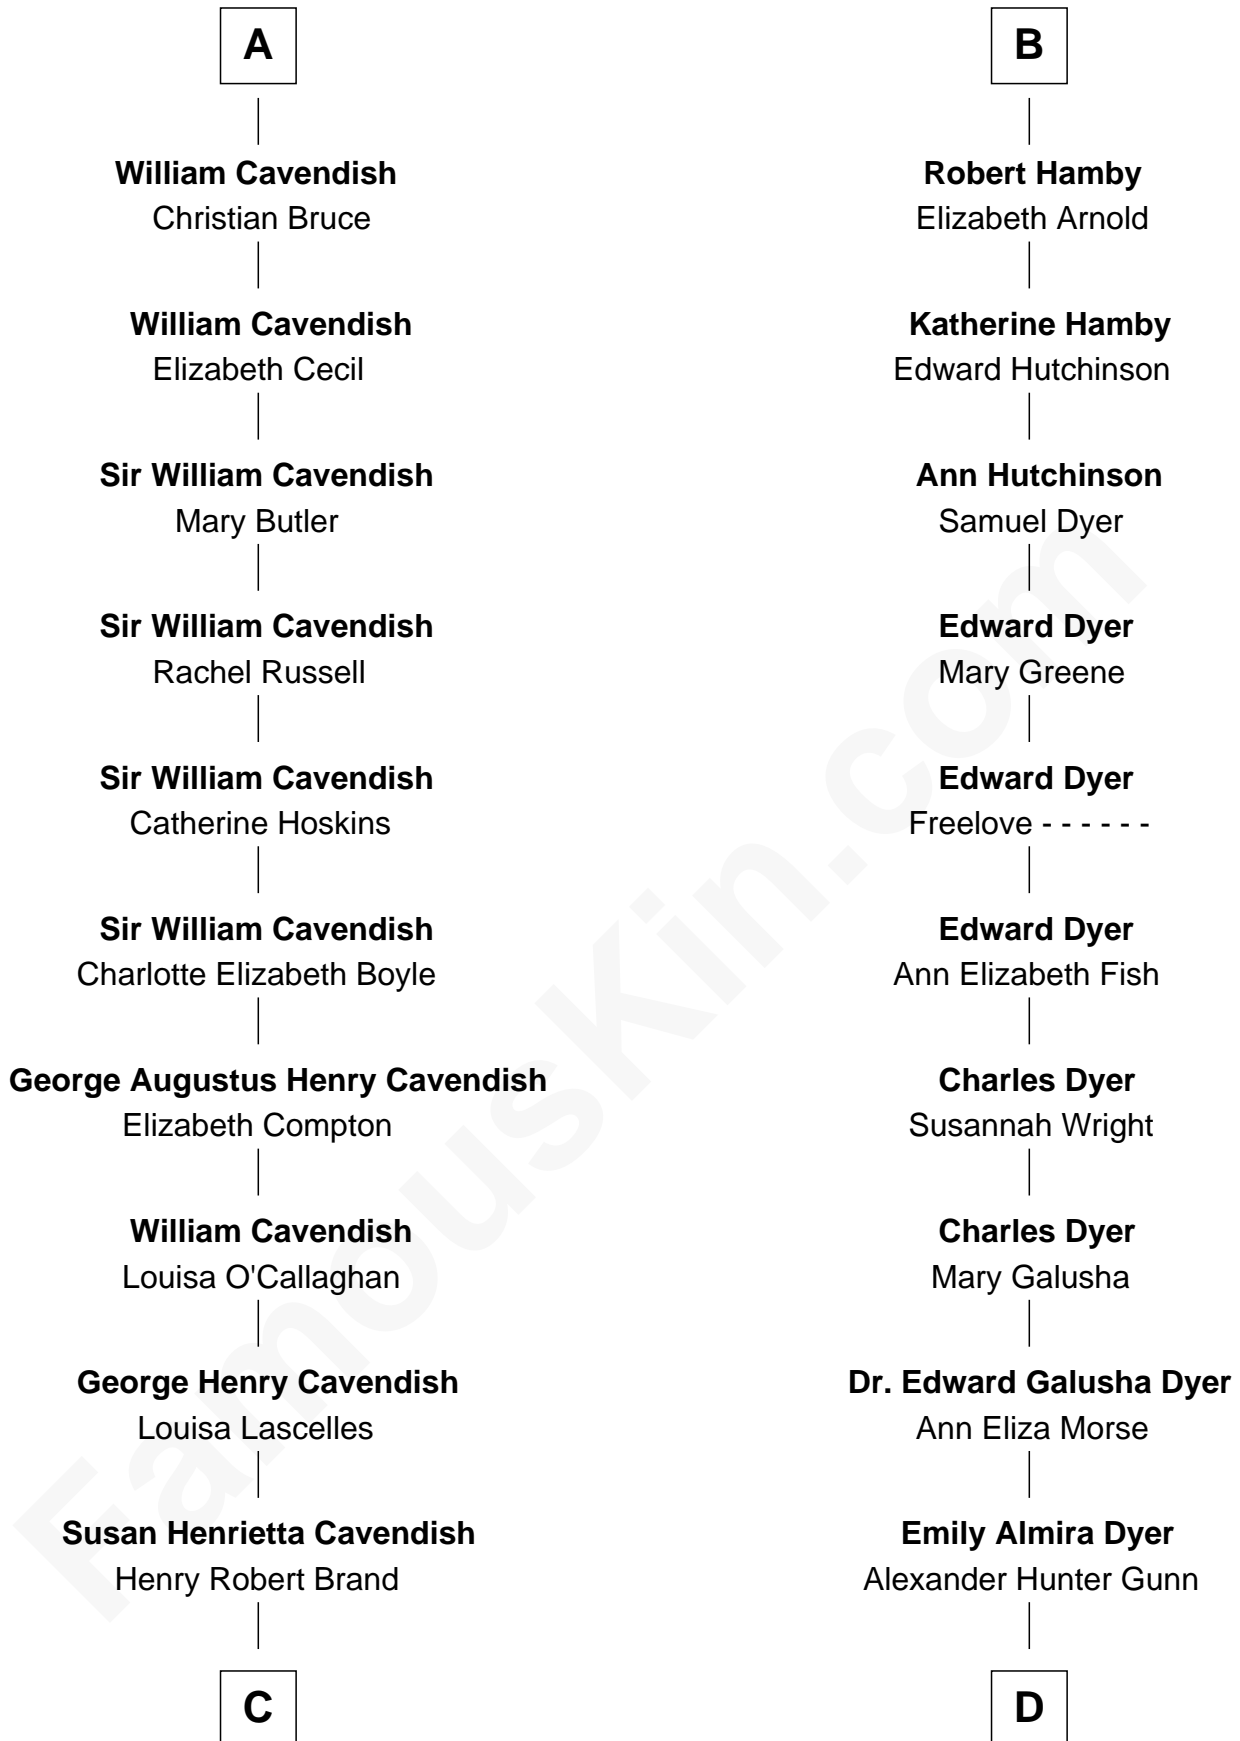 A
William Cavendish
Christian Bruce
William Cavendish
Elizabeth Cecil
Sir William Cavendish
Mary Butler
Sir William Cavendish
Rachel Russell
Sir William Cavendish
Catherine Hoskins
Sir William Cavendish
Charlotte Elizabeth Boyle
George Augustus Henry Cavendish
Elizabeth Compton
William Cavendish
Louisa O'Callaghan
George Henry Cavendish
Louisa Lascelles
Susan Henrietta Cavendish
Henry Robert Brand
C
B
Robert Hamby
Elizabeth Arnold
Katherine Hamby
Edward Hutchinson
Ann Hutchinson
Samuel Dyer
Edward Dyer
Mary Greene
Edward Dyer
Freelove - - - - - -
Edward Dyer
Ann Elizabeth Fish
Charles Dyer
Susannah Wright
Charles Dyer
Mary Galusha
Dr. Edward Galusha Dyer
Ann Eliza Morse
Emily Almira Dyer
Alexander Hunter Gunn
D
FamousKin.com